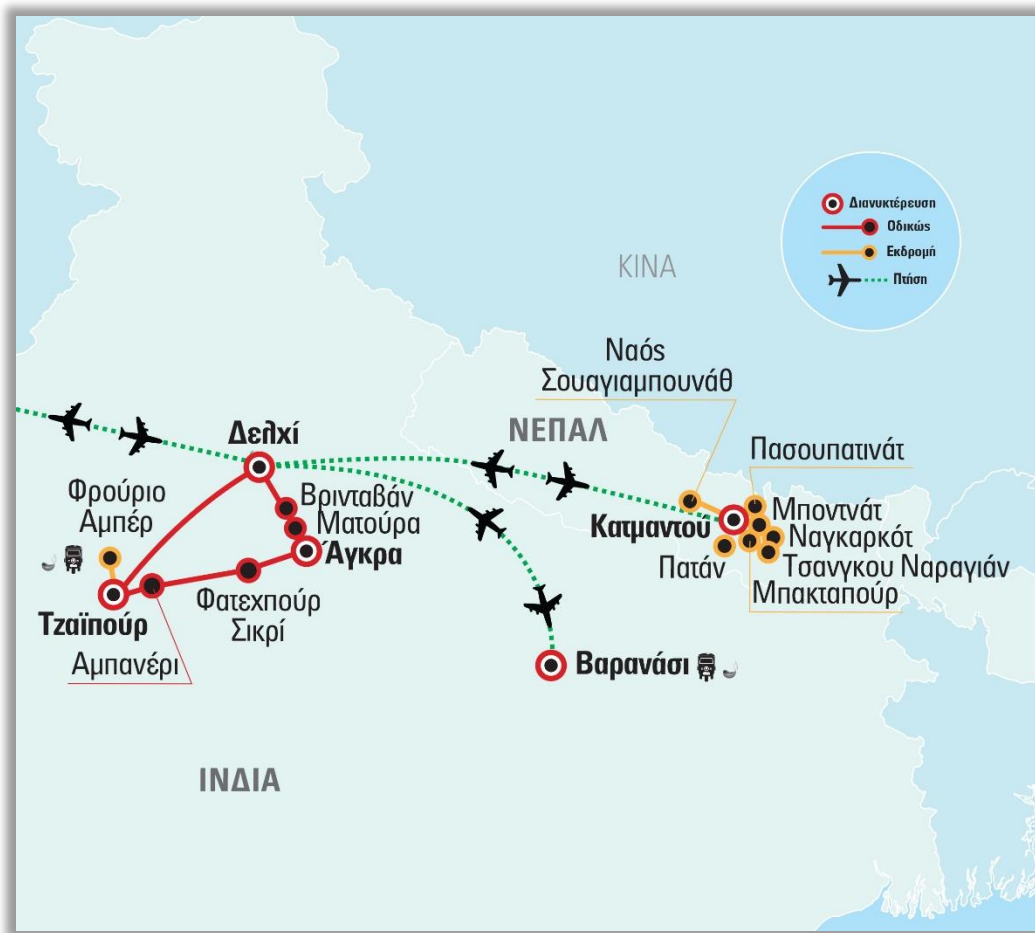 Διανυκτέρευση
Οδικώς
Εκδρομή
Πτήση
ΚΙΝΑ
Ναός
Σουαγιαμπουνάθ
ΝΕΠΑΛ
Δελχί
Πασουπατινάτ
Φρούριο
Αμπέρ
Βρινταβάν
Ματούρα
Άγκρα
Κατμαντού
Μποντνάτ
Ναγκαρκότ
Πατάν
Τσανγκου Ναραγιάν
Μπακταπούρ
Τζαϊπούρ
Φατεχπούρ
Σικρί
Αμπανέρι
Βαρανάσι
ΙΝΔΙΑ